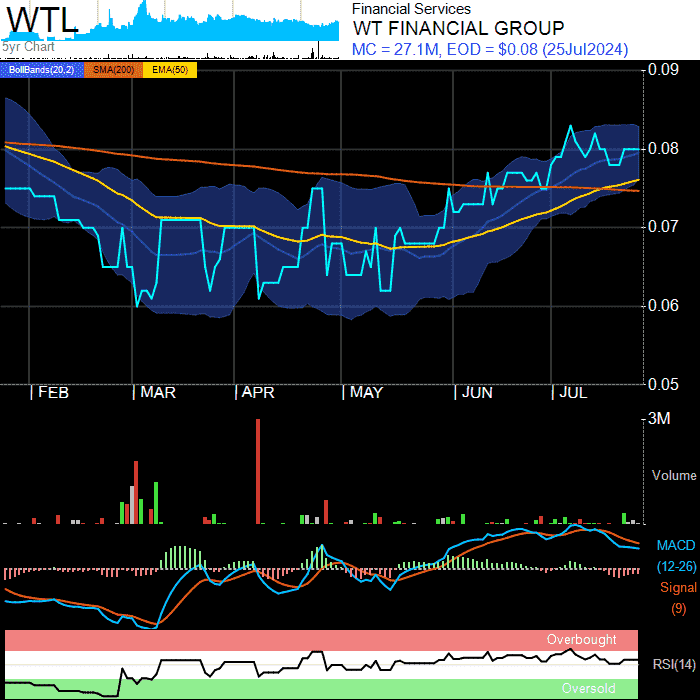 WTL
5yr Chart
Financial Services
WT FINANCIAL GROUP
MC = 27.1M, EOD = $0.08 (25Jul2024)
BollBands(20,2) SMA(200) EMA(50)
0.09
0.08
0.07
0.06
0.05
FEB MAR APR MAY JUN JUL
3M
Volume
MACD
(12-26)
Signal
(9)
Overbought
RSI(14)
Oversold